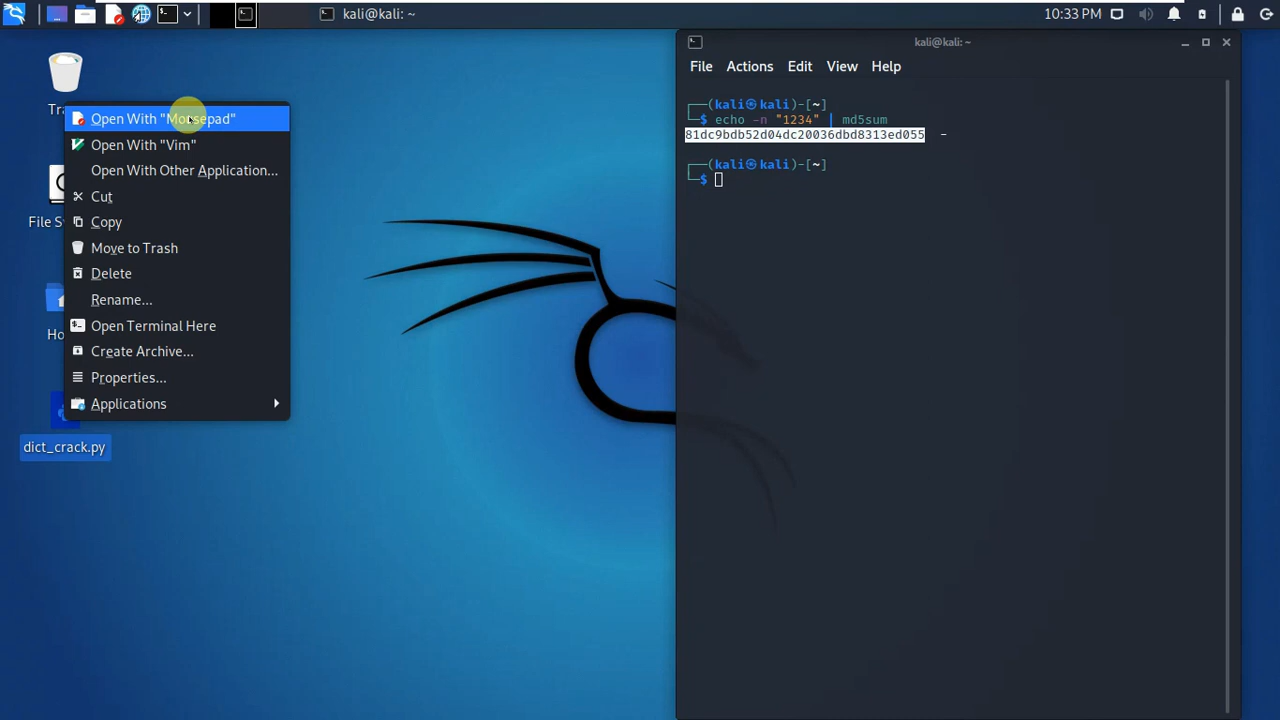 kali@kali: ~
10:33 PM
Open With "Mousepad"
Open With "Vim"
Open With Other Application...
Cut
Copy
Move to Trash
Delete
Rename...
Open Terminal Here
Create Archive...
Properties...
Applications
dict_crack.py
kali@kali: ~
File Actions Edit View Help
┌──(kali㉿kali)-[~]
└─$ echo -n "1234" | md5sum
81dc9bdb52d04dc20036dbd8313ed055  -
┌──(kali㉿kali)-[~]
└─$